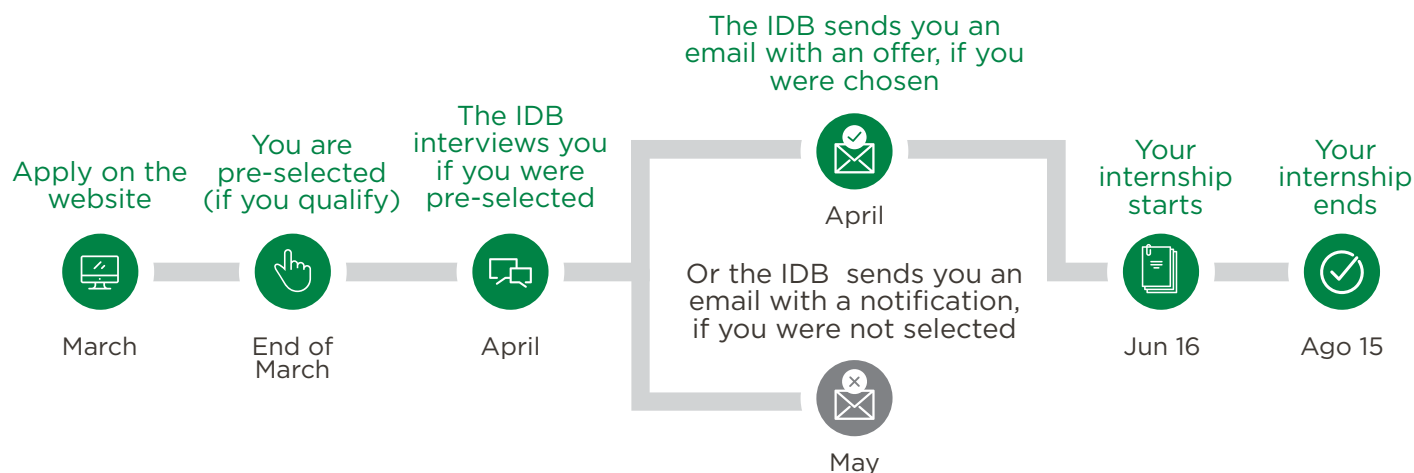 Apply on the
website
March
You are
pre-selected
(if you qualify)
End of
March
The IDB
interviews you
if you were
pre-selected
April
The IDB sends you an
email with an offer, if you
were chosen
April
Or the IDB sends you an
email with a notification,
if you were not selected
May
Your
internship
starts
Jun 16
Your
internship
ends
Ago 15